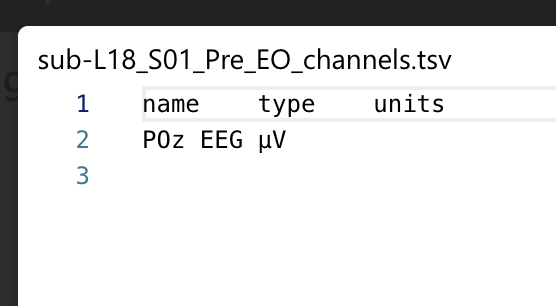 sub-L18_S01_Pre_EO_channels.tsv
1 name type units
2 POz EEG µV
3